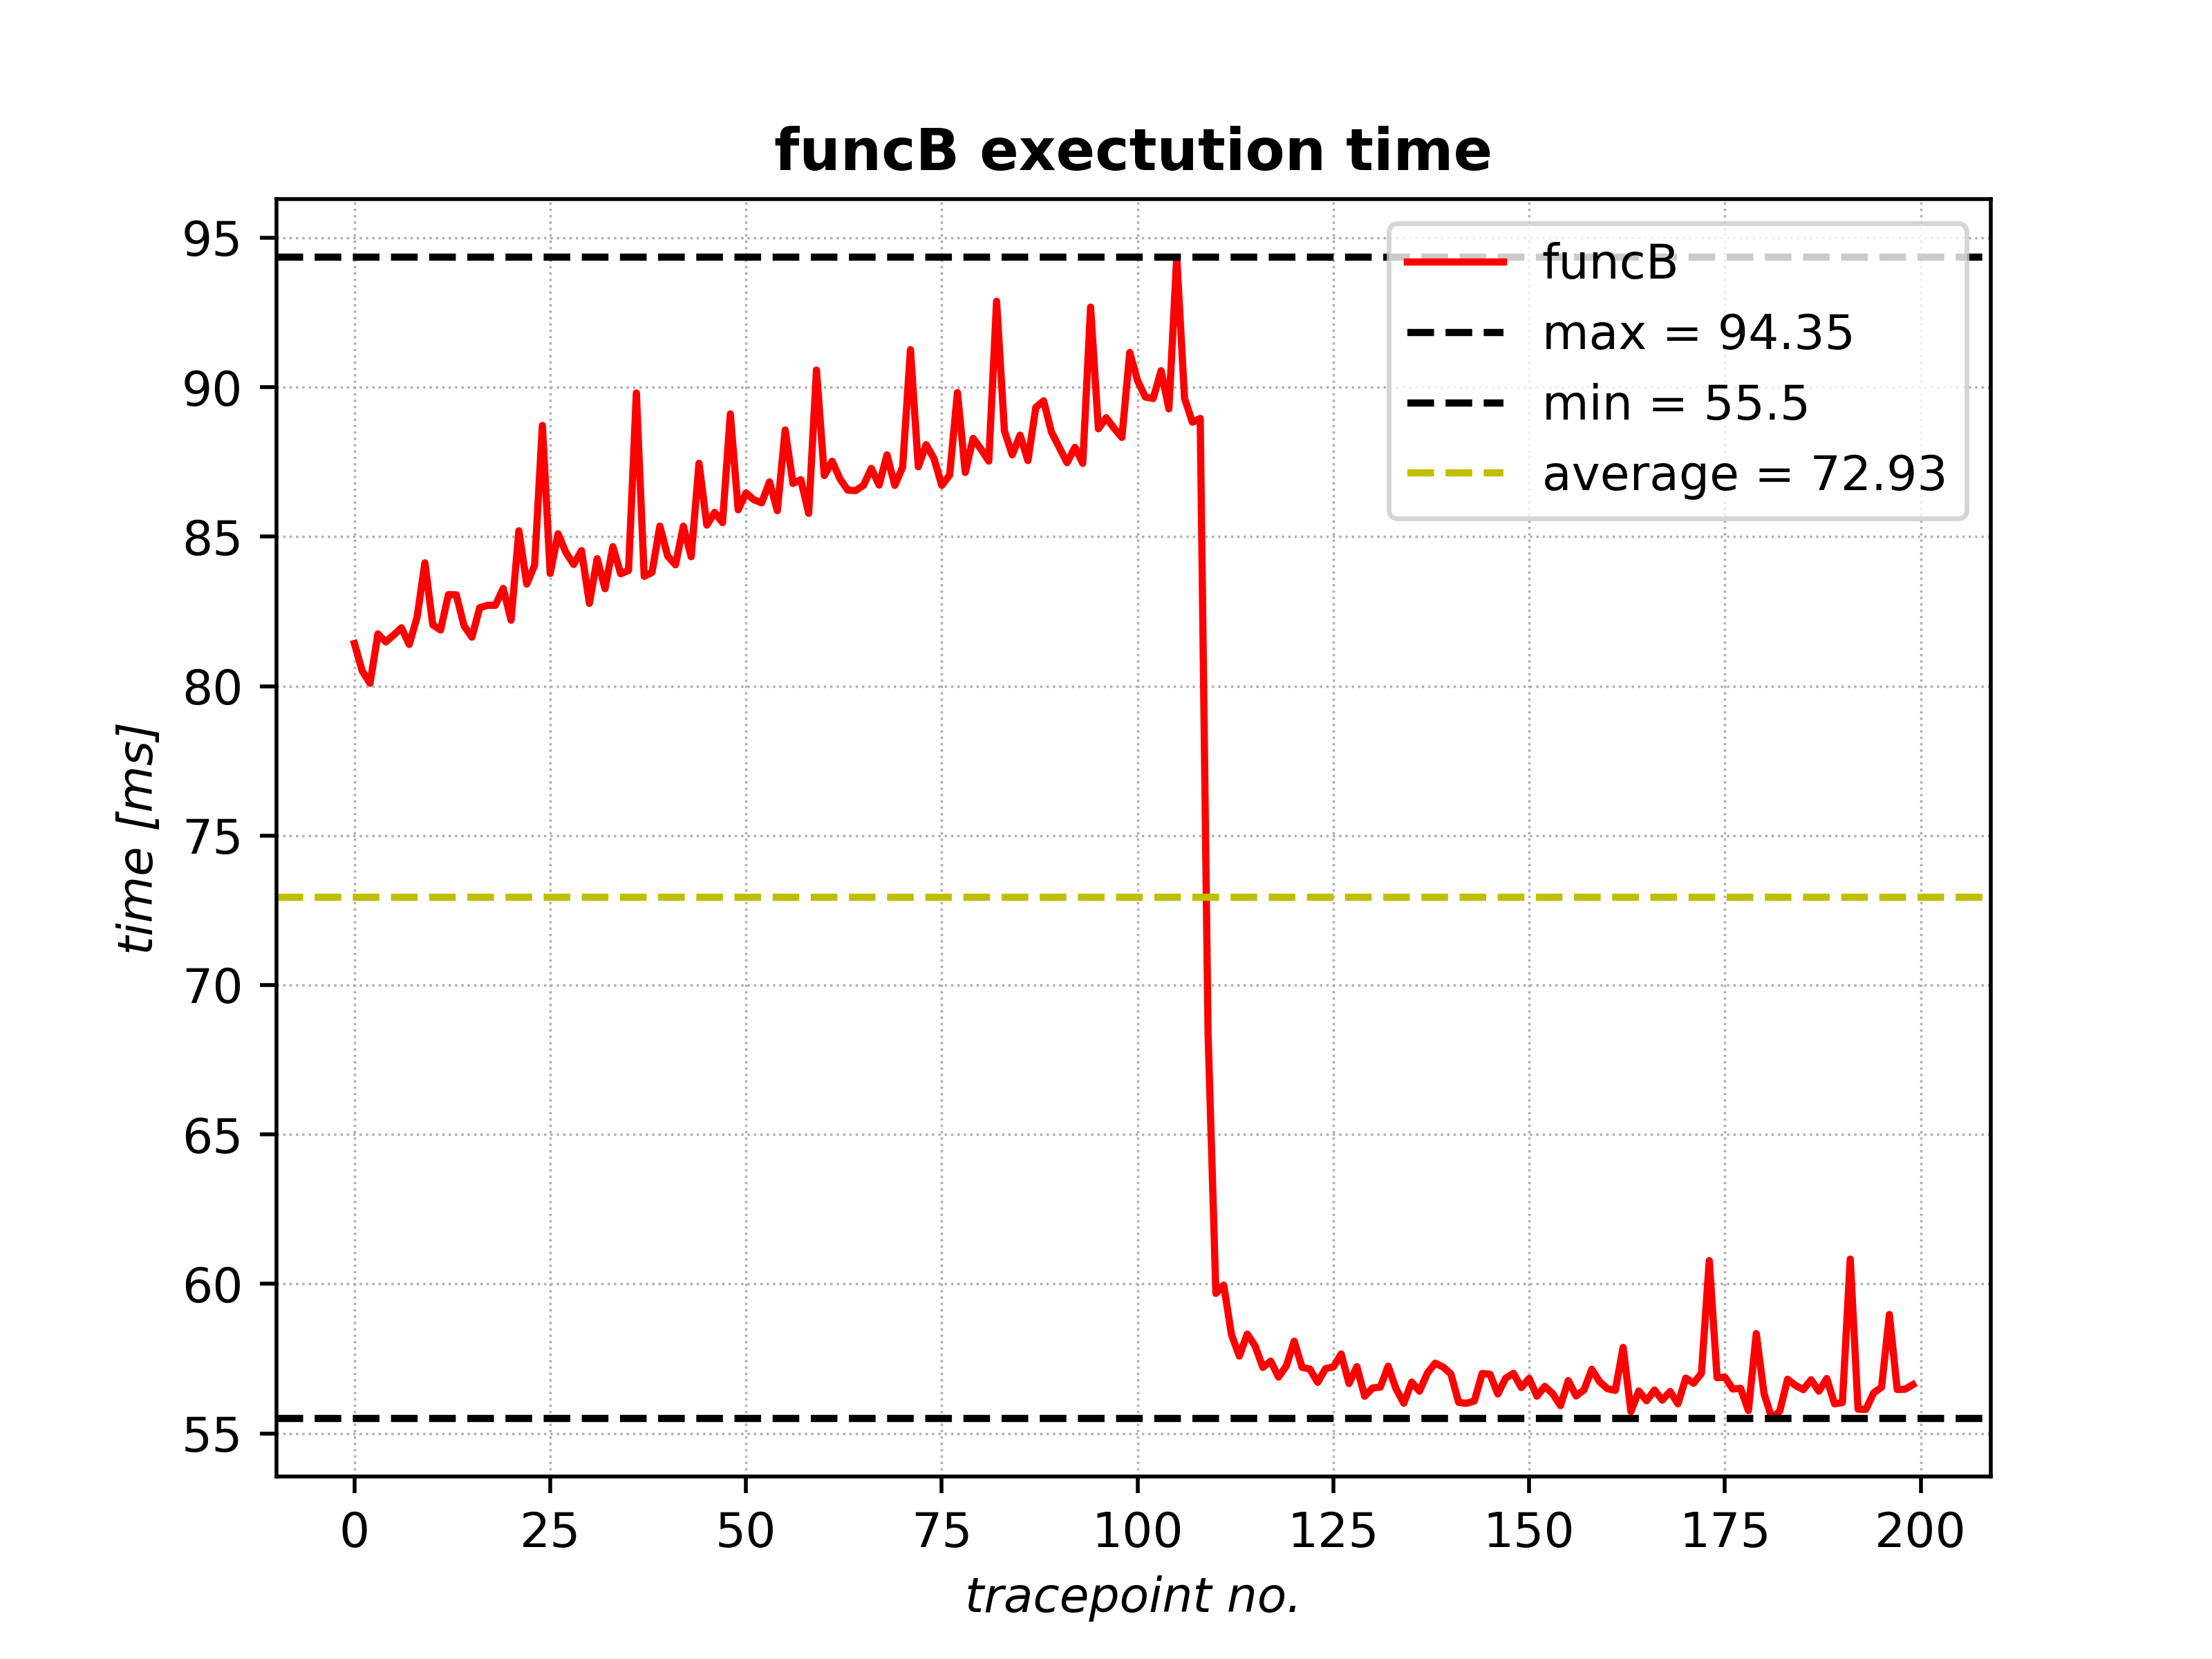 funcB exectution time
95
90
85
80
75
70
65
60
55
time [ms]
funcB
max = 94.35
min = 55.5
average = 72.93
0 25 50 75 100 125 150 175 200
tracepoint no.